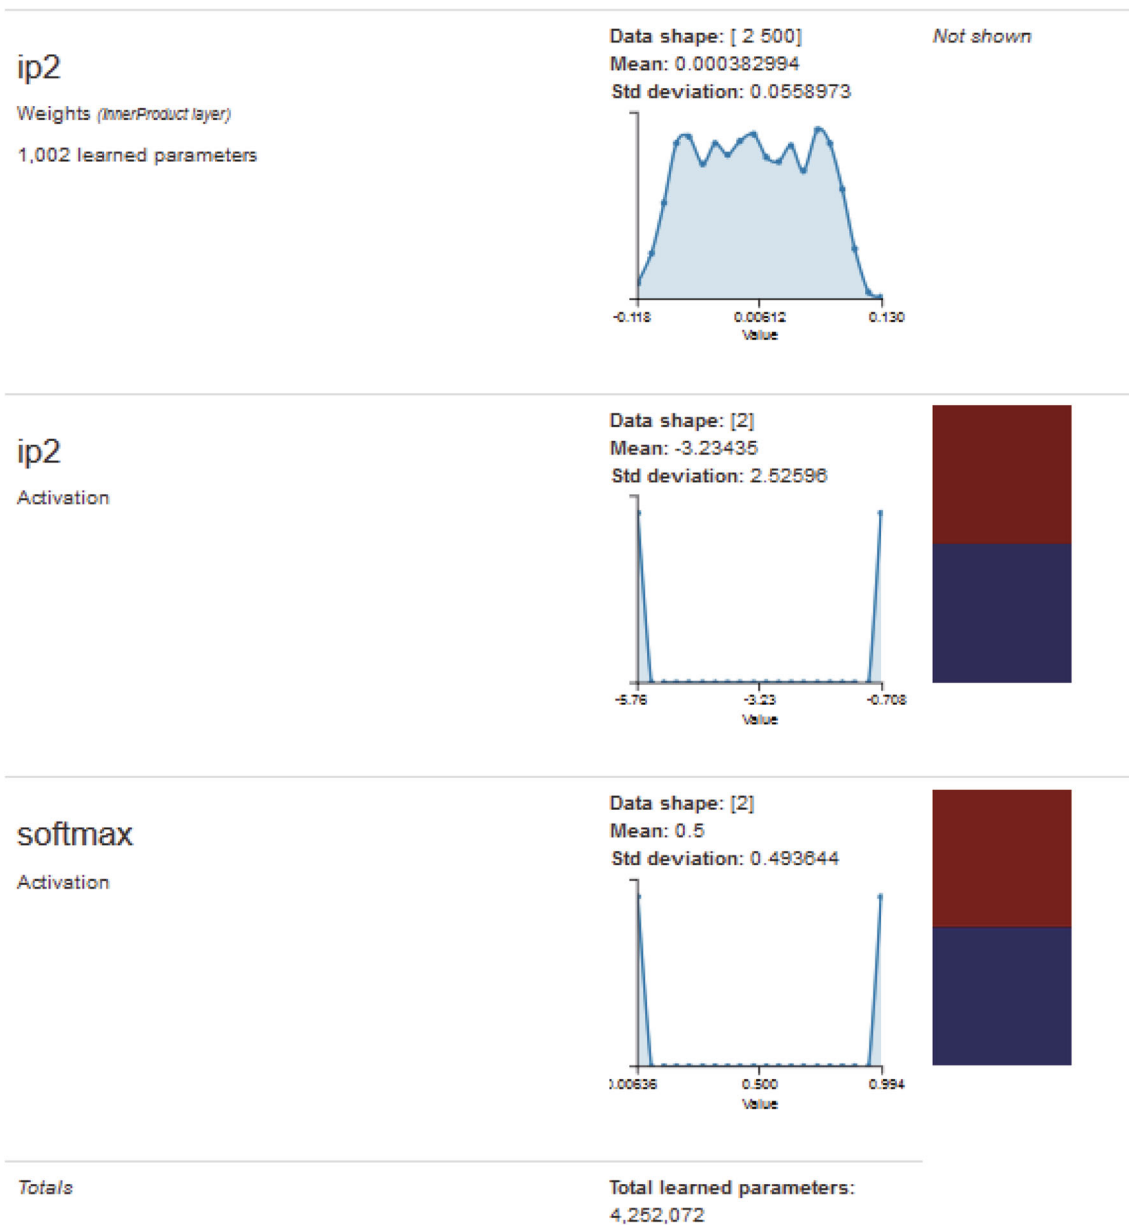 ip2
Weights (InnerProduct layer)
1,002 learned parameters
Data shape: [ 2 500]
Mean: 0.000382994
Std deviation: 0.0558973
-0.118 0.00612 0.130
Value
Not shown
ip2
Activation
Data shape: [2]
Mean: -3.23435
Std deviation: 2.52596
-5.76 -3.23 -0.708
Value
softmax
Activation
Data shape: [2]
Mean: 0.5
Std deviation: 0.493644
0.00636 0.500 0.994
Value
Totals
Total learned parameters:
4,252,072